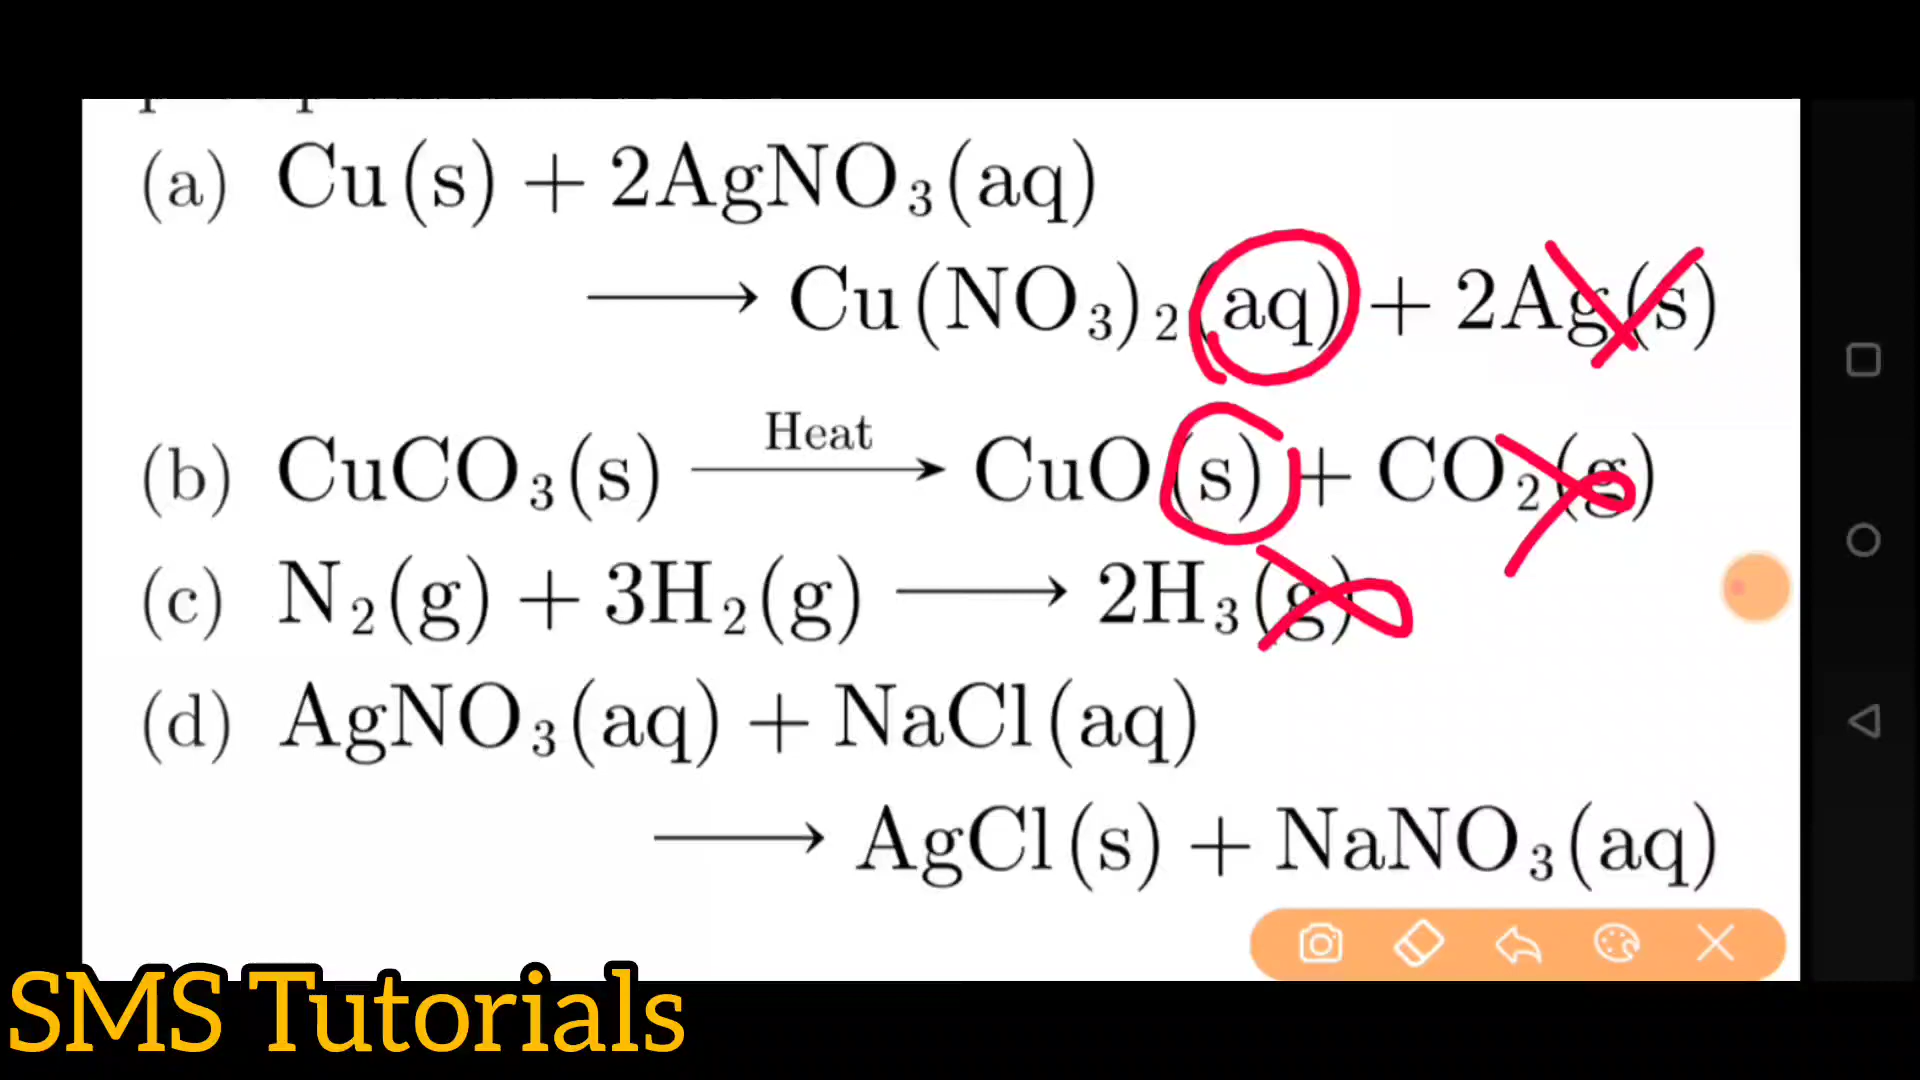 (a) Cu(s) + 2AgNO₃(aq)
⟶ Cu(NO₃)₂(aq) + 2Ag(s)
Heat
(b) CuCO₃(s) ⟶ CuO(s) + CO₂(g)
(c) N₂(g) + 3H₂(g) ⟶ 2H₃(g)
(d) AgNO₃(aq) + NaCl(aq)
⟶ AgCl(s) + NaNO₃(aq)
SMS Tutorials